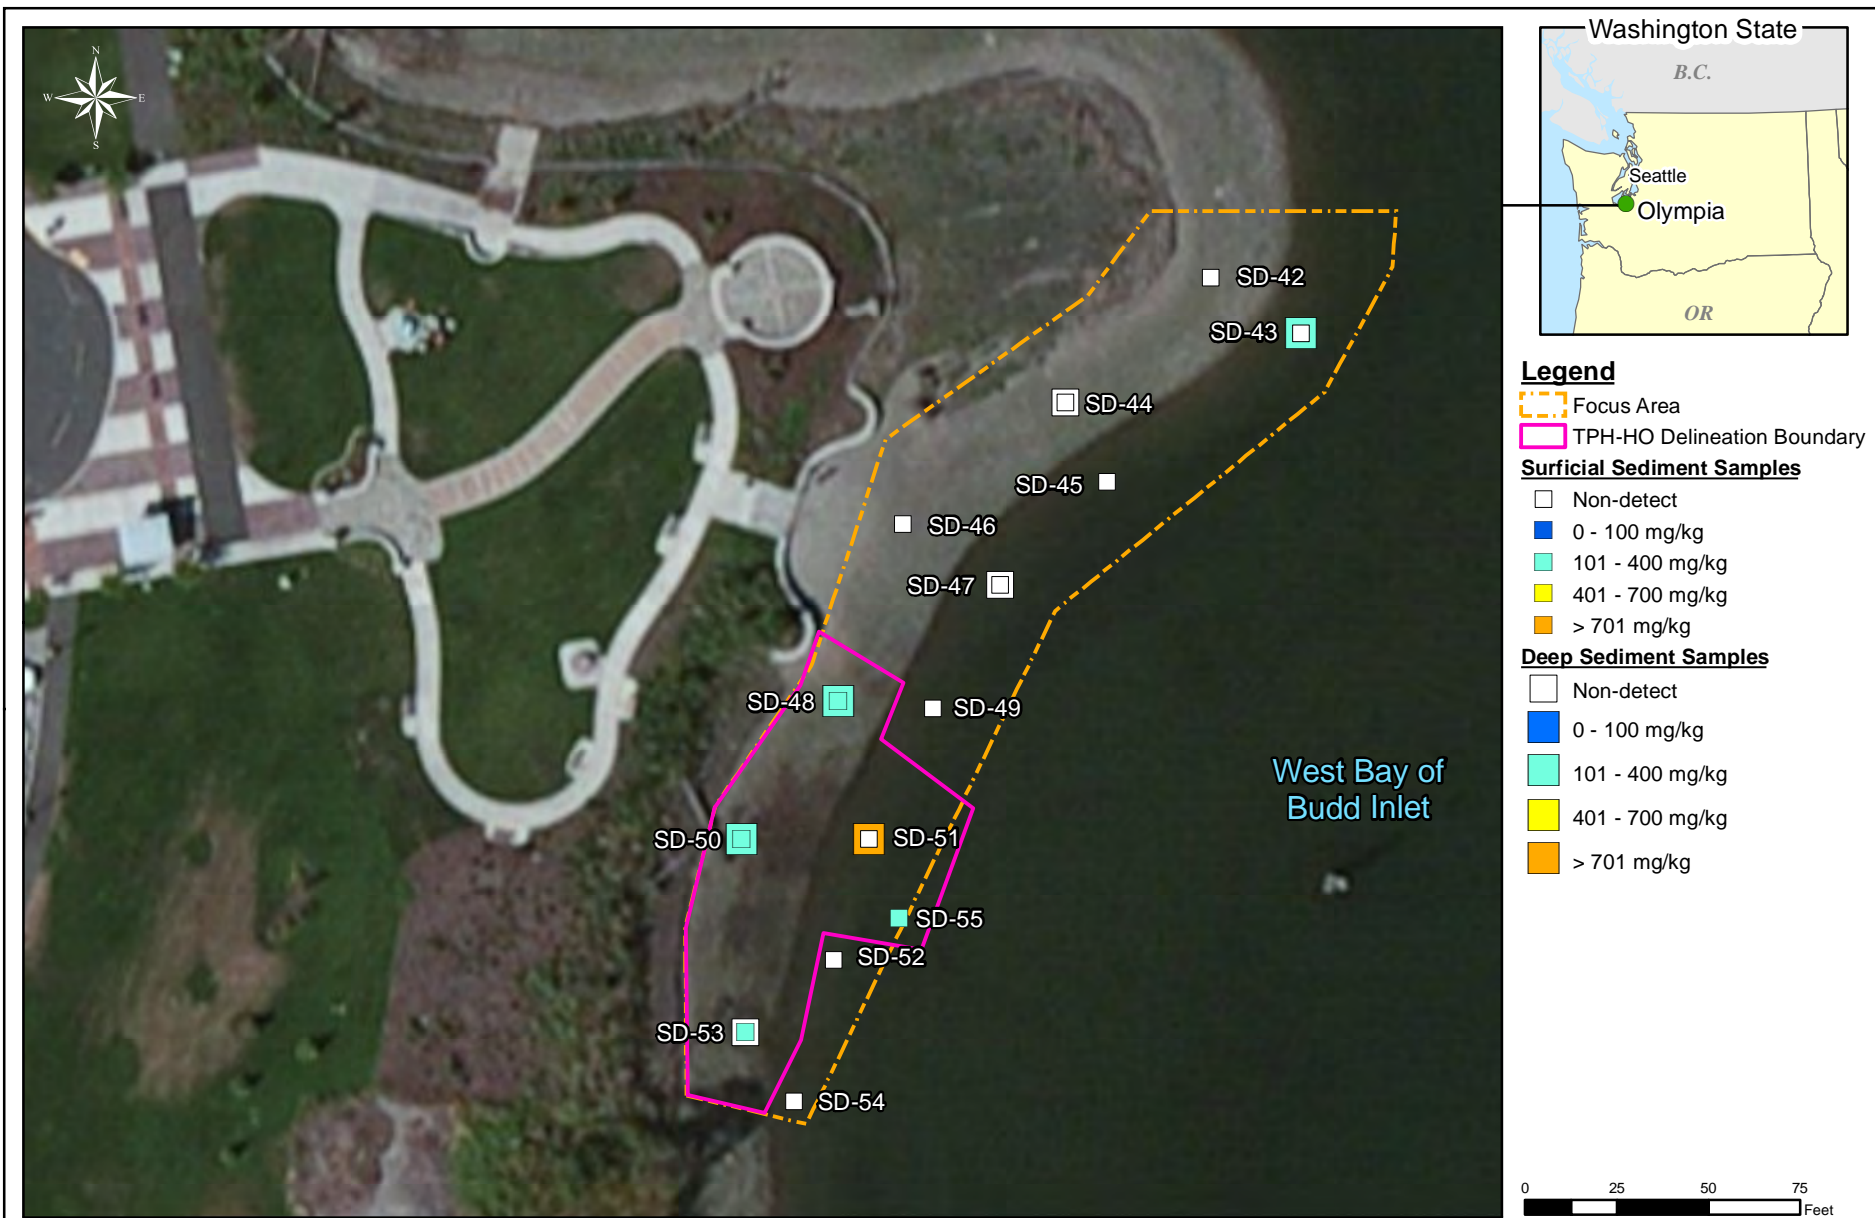 N
W
E
S
SD-42
SD-43
SD-44
SD-45
SD-46
SD-47
SD-48
SD-49
SD-50
SD-51
SD-55
SD-52
SD-53
SD-54
West Bay of
Budd Inlet
Washington State
B.C.
Seattle
Olympia
OR
Legend
Focus Area
TPH-HO Delineation Boundary
Surficial Sediment Samples
Non-detect
0 - 100 mg/kg
101 - 400 mg/kg
401 - 700 mg/kg
> 701 mg/kg
Deep Sediment Samples
Non-detect
0 - 100 mg/kg
101 - 400 mg/kg
401 - 700 mg/kg
> 701 mg/kg
0 25 50 75
Feet